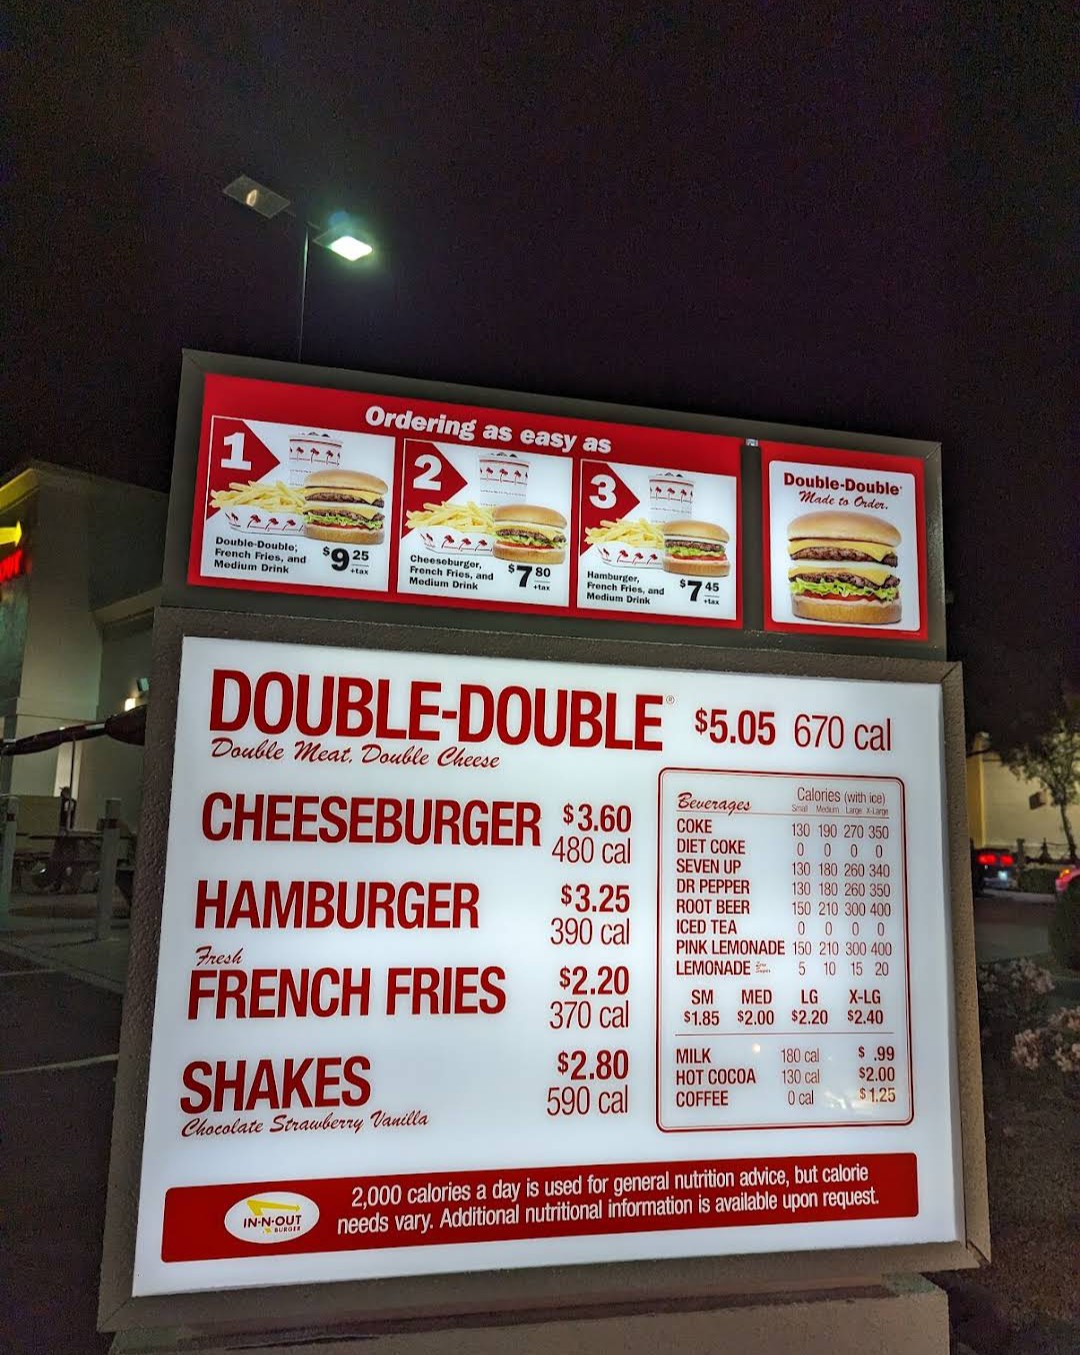 Ordering as easy as
1
Double-Double,
French Fries, and
Medium Drink
$9 25
+tax
2
Cheeseburger,
French Fries, and
Medium Drink
$7 80
+tax
3
Hamburger,
French Fries, and
Medium Drink
$7 45
+tax
Double-Double®
Made to Order.
DOUBLE-DOUBLE® $5.05 670 cal
Double Meat, Double Cheese
CHEESEBURGER $3.60
480 cal
HAMBURGER $3.25
390 cal
Fresh
FRENCH FRIES $2.20
370 cal
SHAKES $2.80
590 cal
Chocolate Strawberry Vanilla
Beverages Calories (with ice)
Small Medium Large X-Large
COKE 130 190 270 350
DIET COKE 0 0 0 0
SEVEN UP 130 180 260 340
DR PEPPER 130 180 260 350
ROOT BEER 150 210 300 400
ICED TEA 0 0 0 0
PINK LEMONADE 150 210 300 400
LEMONADE 5 10 15 20
SM MED LG X-LG
$1.85 $2.00 $2.20 $2.40
MILK 180 cal $ .99
HOT COCOA 130 cal $2.00
COFFEE 0 cal $1.25
IN-N-OUT
BURGER
2,000 calories a day is used for general nutrition advice, but calorie
needs vary. Additional nutritional information is available upon request.